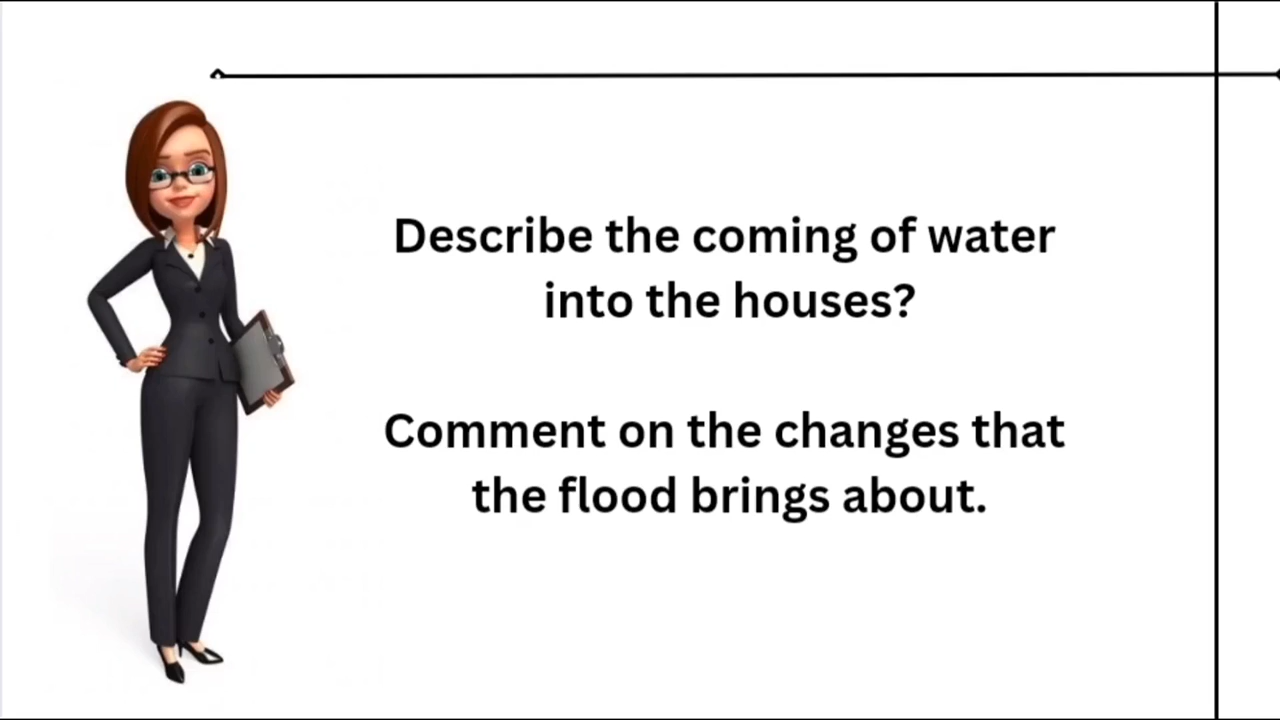 Describe the coming of water
into the houses?
Comment on the changes that
the flood brings about.